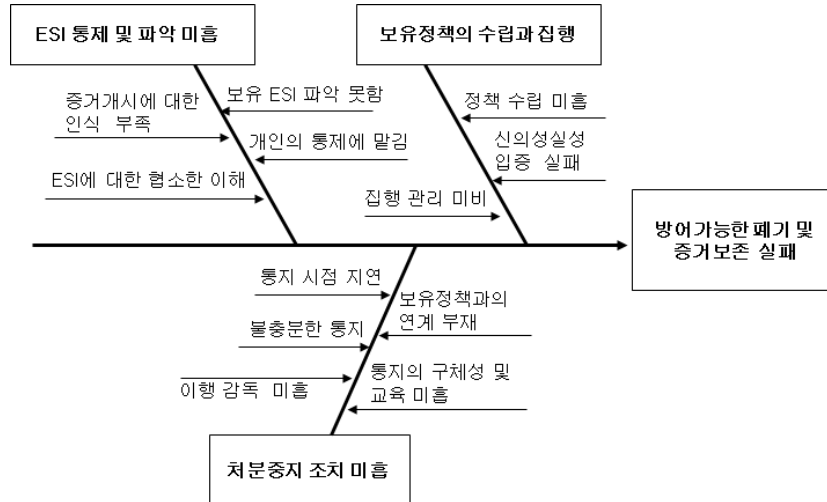 ESI 통제 및 파악 미흡
보유정책의 수립과 집행
증거개시에 대한
인식 부족
보유 ESI 파악 못함
개인의 통제에 맡김
ESI에 대한 협소한 이해
정책 수립 미흡
신의성실성
입증 실패
집행 관리 미비
방어가능한 폐기 및
증거보존 실패
통지 시점 지연
보유정책과의
연계 부재
불충분한 통지
이행 감독 미흡
통지의 구체성 및
교육 미흡
처분중지 조치 미흡